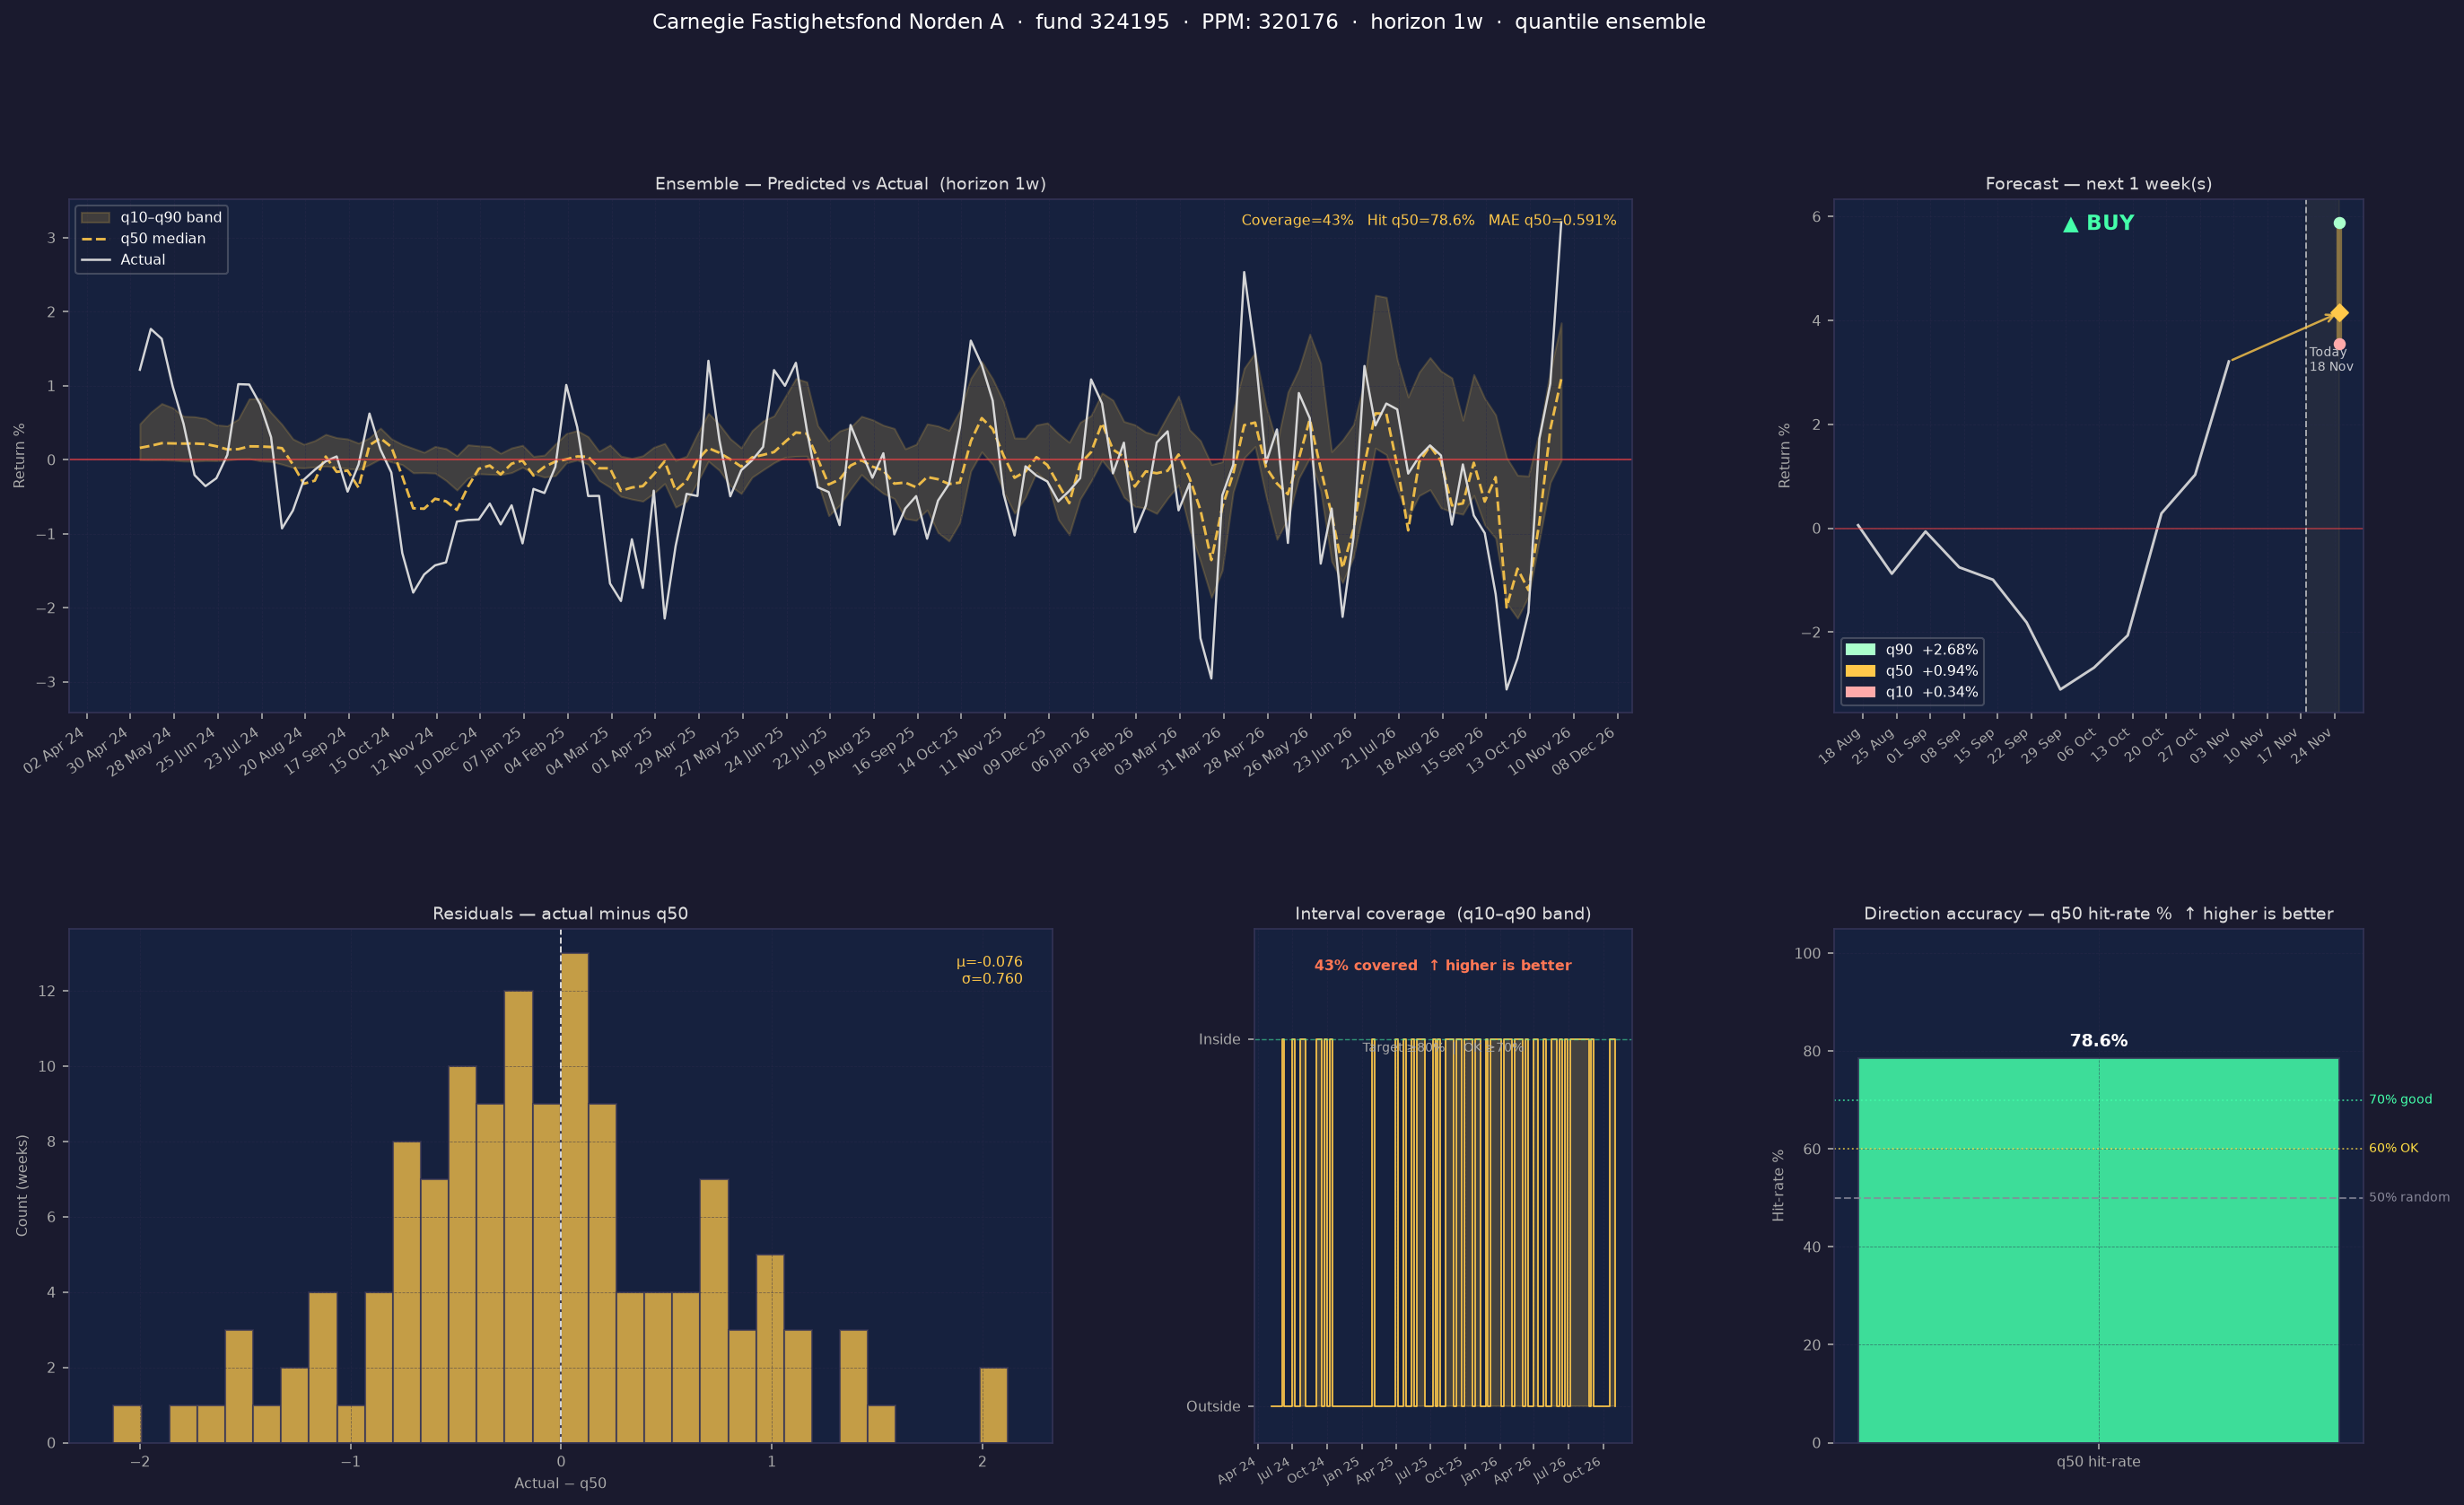 Carnegie Fastighetsfond Norden A · fund 324195 · PPM: 320176 · horizon 1w · quantile ensemble
Ensemble — Predicted vs Actual (horizon 1w)
q10–q90 band
q50 median
Actual
Coverage=43% Hit q50=78.6% MAE q50=0.591%
Return %
3
2
1
0
−1
−2
−3
02 Apr 24
30 Apr 24
28 May 24
25 Jun 24
23 Jul 24
20 Aug 24
17 Sep 24
15 Oct 24
12 Nov 24
10 Dec 24
07 Jan 25
04 Feb 25
04 Mar 25
01 Apr 25
29 Apr 25
27 May 25
24 Jun 25
22 Jul 25
19 Aug 25
16 Sep 25
14 Oct 25
11 Nov 25
09 Dec 25
06 Jan 26
03 Feb 26
03 Mar 26
31 Mar 26
28 Apr 26
26 May 26
23 Jun 26
21 Jul 26
18 Aug 26
15 Sep 26
13 Oct 26
10 Nov 26
08 Dec 26
Forecast — next 1 week(s)
▲ BUY
Today
18 Nov
q90 +2.68%
q50 +0.94%
q10 +0.34%
Return %
6
4
2
0
−2
18 Aug
25 Aug
01 Sep
08 Sep
15 Sep
22 Sep
29 Sep
06 Oct
13 Oct
20 Oct
27 Oct
03 Nov
10 Nov
17 Nov
24 Nov
Residuals — actual minus q50
μ=-0.076
σ=0.760
Count (weeks)
12
10
8
6
4
2
0
−2
−1
0
1
2
Actual − q50
Interval coverage (q10–q90 band)
43% covered ↑ higher is better
Inside
Outside
Apr 24
Jul 24
Oct 24
Jan 25
Apr 25
Jul 25
Oct 25
Jan 26
Apr 26
Jul 26
Oct 26
Direction accuracy — q50 hit-rate % ↑ higher is better
78.6%
70% good
60% OK
50% random
Hit-rate %
100
80
60
40
20
0
q50 hit-rate